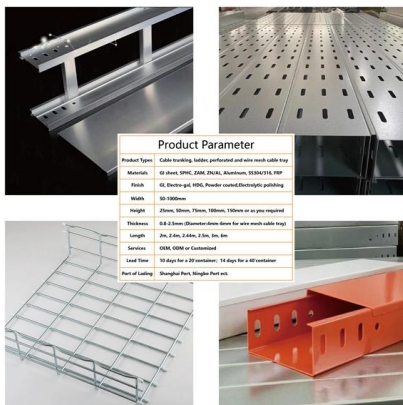 Product Parameter
Product Types Cable trunking, ladder, perforated and wire mesh cable tray
Materials GI sheet, SPHC, ZAM, ZN/AL, Aluminum, SS304/316, FRP
Finish GI, Electro-gal, HDG, Powder coated,Electrolytic polishing
Width 50-1000mm
Height 25mm, 50mm, 75mm, 100mm, 150mm or as you required
Thickness 0.8-2.5mm (Diameter:4mm-6mm for wire mesh cable tray)
Length 2m, 2.4m, 2.44m, 2.5m, 3m, 6m
Services OEM, ODM or Customized
Lead Time 10 days for a 20'container; 14 days for a 40'container
Port of Lading Shanghai Port, Ningbo Port ect.